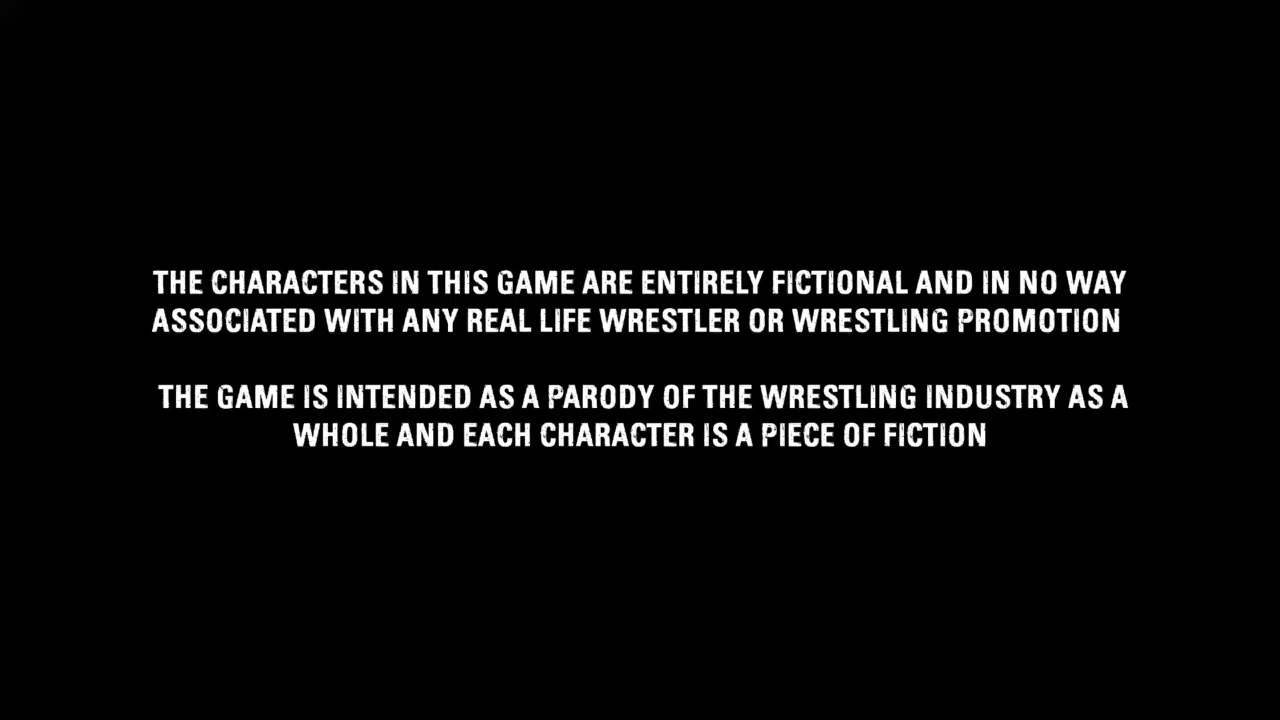 THE CHARACTERS IN THIS GAME ARE ENTIRELY FICTIONAL AND IN NO WAY
ASSOCIATED WITH ANY REAL LIFE WRESTLER OR WRESTLING PROMOTION
THE GAME IS INTENDED AS A PARODY OF THE WRESTLING INDUSTRY AS A
WHOLE AND EACH CHARACTER IS A PIECE OF FICTION